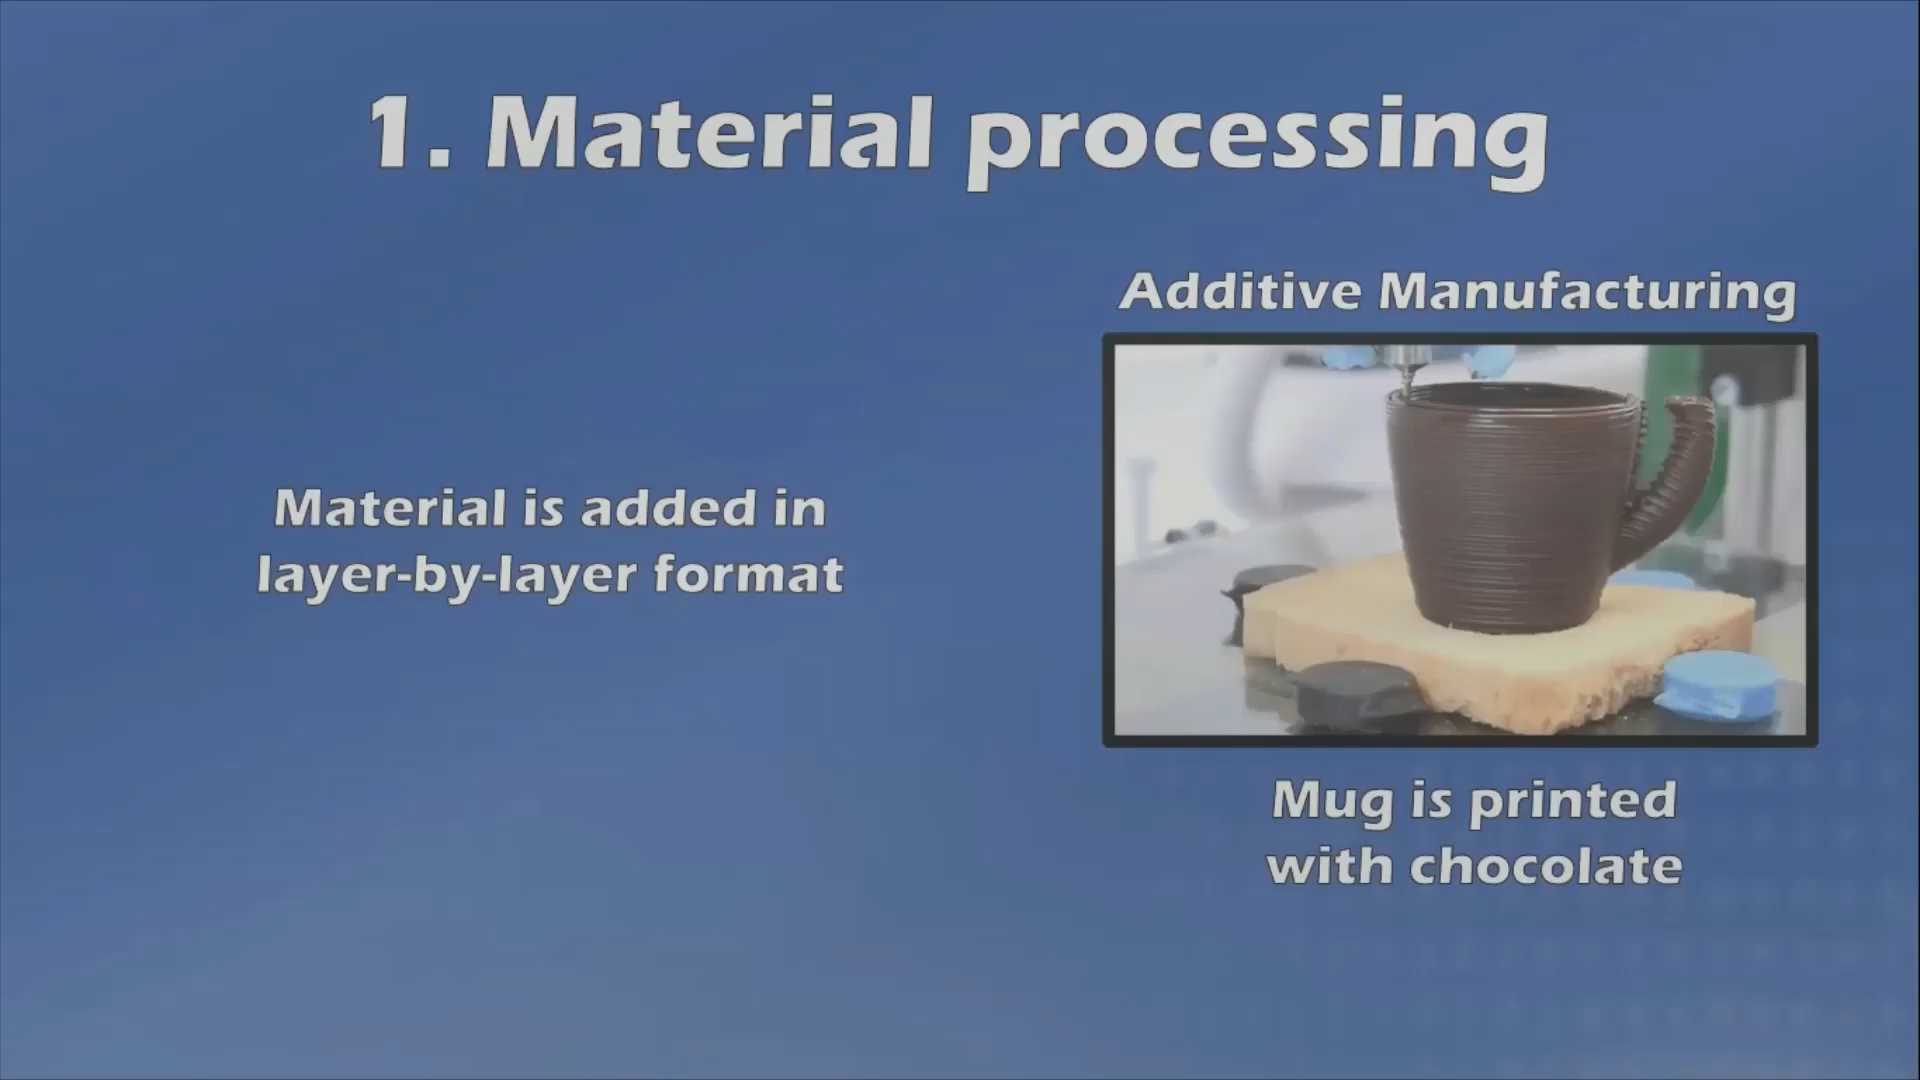 1. Material processing
Additive Manufacturing
Material is added in
layer-by-layer format
Mug is printed
with chocolate